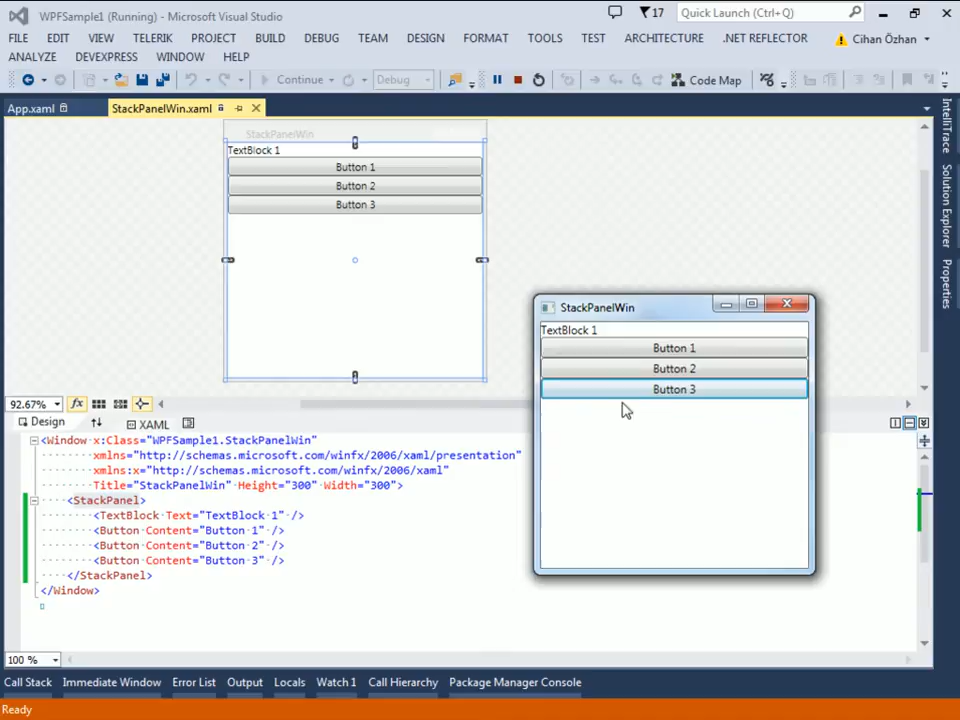 WPFSample1 (Running) - Microsoft Visual Studio
17
Quick Launch (Ctrl+Q)
FILE EDIT VIEW TELERIK PROJECT BUILD DEBUG TEAM DESIGN FORMAT TOOLS TEST ARCHITECTURE .NET REFLECTOR
Cihan Özhan
ANALYZE DEVEXPRESS WINDOW HELP
Continue
Debug
Code Map
App.xaml
StackPanelWin.xaml
StackPanelWin
TextBlock 1
Button 1
Button 2
Button 3
StackPanelWin
TextBlock 1
Button 1
Button 2
Button 3
IntelliTrace
Solution Explorer
Properties
92.67%
fx
Design
XAML
<Window x:Class="WPFSample1.StackPanelWin"
xmlns="http://schemas.microsoft.com/winfx/2006/xaml/presentation"
xmlns:x="http://schemas.microsoft.com/winfx/2006/xaml"
Title="StackPanelWin" Height="300" Width="300">
<StackPanel>
<TextBlock Text="TextBlock 1" />
<Button Content="Button 1" />
<Button Content="Button 2" />
<Button Content="Button 3" />
</StackPanel>
</Window>
100 %
Call Stack Immediate Window Error List Output Locals Watch 1 Call Hierarchy Package Manager Console
Ready